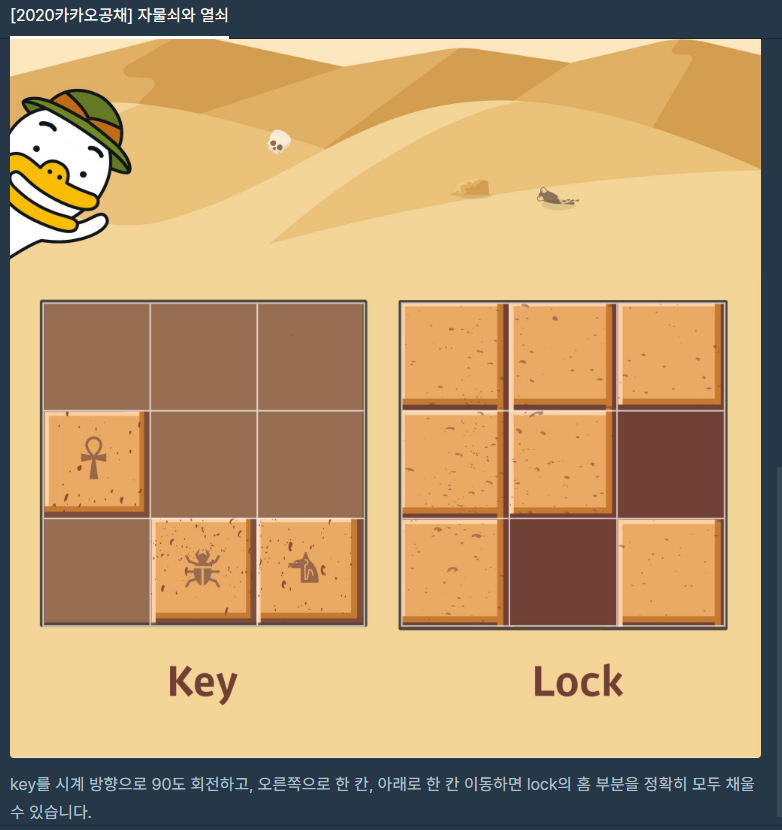 [2020카카오공채] 자물쇠와 열쇠
Key
Lock
key를 시계 방향으로 90도 회전하고, 오른쪽으로 한 칸, 아래로 한 칸 이동하면 lock의 홈 부분을 정확히 모두 채울
수 있습니다.